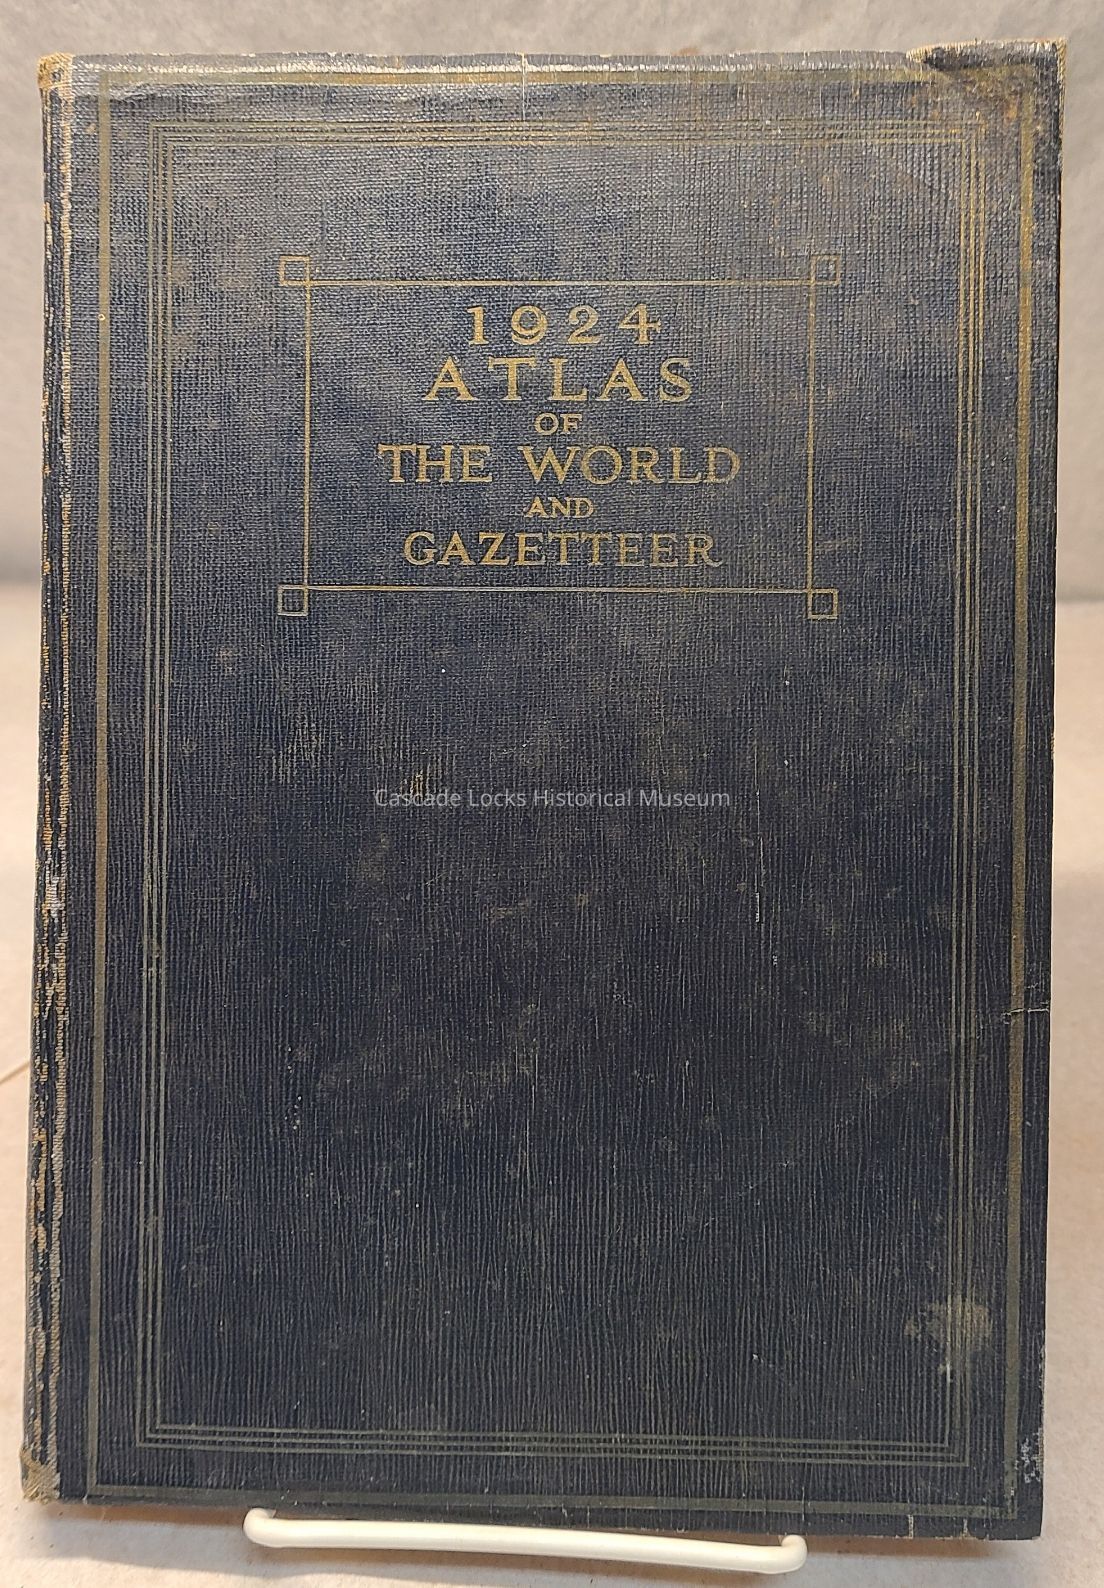 1924
ATLAS
OF
THE WORLD
AND
GAZETTEER
Cascade Locks Historical Museum